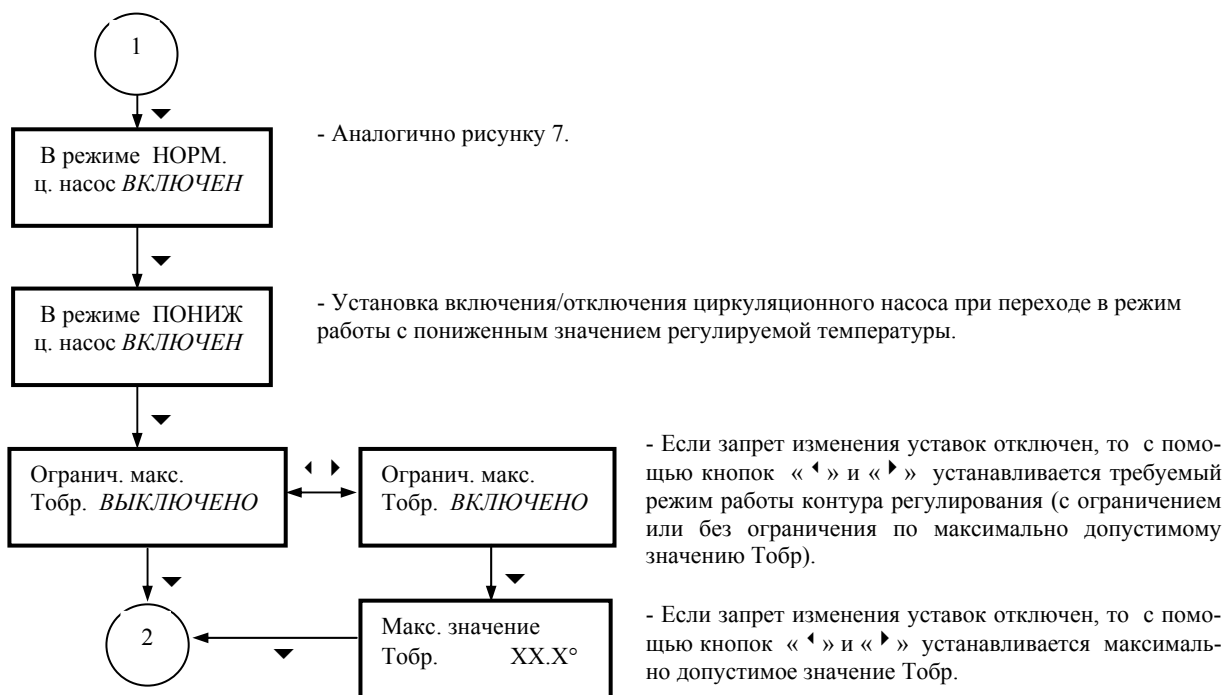 1
В режиме НОРМ.
ц. насос ВКЛЮЧЕН
- Аналогично рисунку 7.
В режиме ПОНИЖ
ц. насос ВКЛЮЧЕН
- Установка включения/отключения циркуляционного насоса при переходе в режим
работы с пониженным значением регулируемой температуры.
Огранич. макс.
Тобр. ВЫКЛЮЧЕНО
Огранич. макс.
Тобр. ВКЛЮЧЕНО
- Если запрет изменения уставок отключен, то с помо-
щью кнопок «◄» и «►» устанавливается требуемый
режим работы контура регулирования (с ограничением
или без ограничения по максимально допустимому
значению Тобр).
2
Макс. значение
Тобр. XX.X°
- Если запрет изменения уставок отключен, то с помо-
щью кнопок «◄» и «►» устанавливается максималь-
но допустимое значение Тобр.